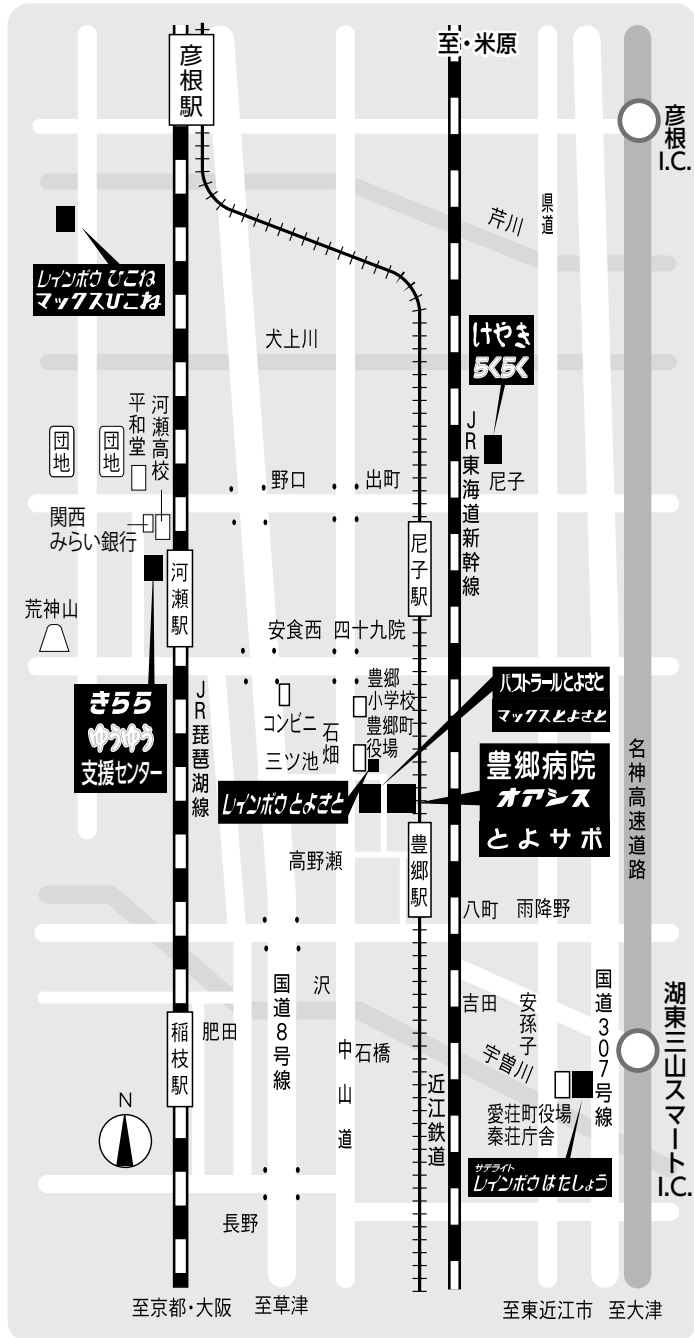 至・米原
彦根駅
彦根
I.C.
芹川
県道
レインボウ ひこね
マックスひこね
犬上川
けやき
らくらく
JR東海道新幹線
尼子
団地
団地
平和堂
河瀬高校
野口
出町
関西
みらい銀行
尼子駅
河瀬駅
荒神山
安食西
四十九院
きらら
ゆうゆう
支援センター
JR琵琶湖線
コンビニ
石畑
三ツ池
豊郷
小学校
豊郷町
役場
パストラールとよさと
マックスとよさと
レインボウ とよさと
豊郷病院
オアシス
とよサポ
名神高速道路
高野瀬
豊郷駅
八町
雨降野
国道8号線
沢
吉田
安孫子
国道307号線
湖東三山スマート
I.C.
稲枝駅
肥田
中山道
石橋
宇曽川
近江鉄道
愛荘町役場
秦荘庁舎
サテライト
レインボウ はたしょう
N
長野
至京都・大阪
至草津
至東近江市
至大津